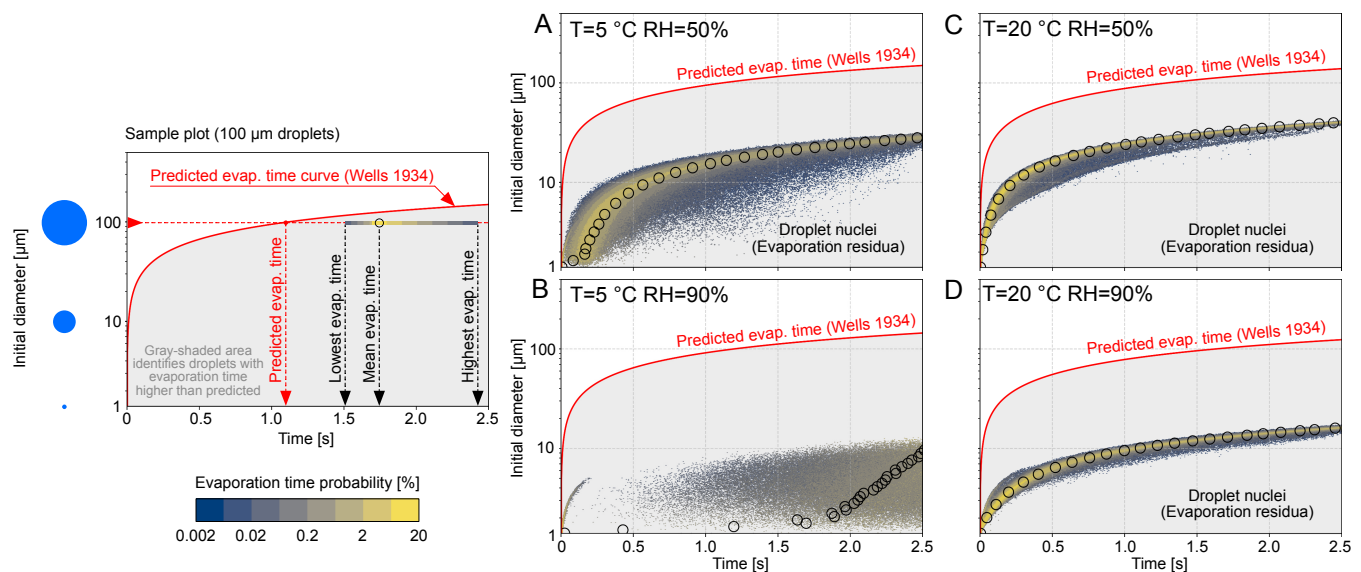 Sample plot (100 µm droplets)
Predicted evap. time curve (Wells 1934)
Initial diameter [µm]
100
10
1
Gray-shaded area
identifies droplets with
evaporation time
higher than predicted
Predicted evap. time
Lowest evap. time
Mean evap. time
Highest evap. time
0 0.5 1.0 1.5 2.0 2.5
Time [s]
Evaporation time probability [%]
0.002 0.02 0.2 2 20
A
T=5 °C RH=50%
Predicted evap. time (Wells 1934)
Initial diameter [µm]
100
10
1
Droplet nuclei
(Evaporation residua)
C
T=20 °C RH=50%
Predicted evap. time (Wells 1934)
Droplet nuclei
(Evaporation residua)
B
T=5 °C RH=90%
Predicted evap. time (Wells 1934)
Initial diameter [µm]
100
10
1
0 0.5 1.0 1.5 2.0 2.5
Time [s]
D
T=20 °C RH=90%
Predicted evap. time (Wells 1934)
Droplet nuclei
(Evaporation residua)
0 0.5 1.0 1.5 2.0 2.5
Time [s]